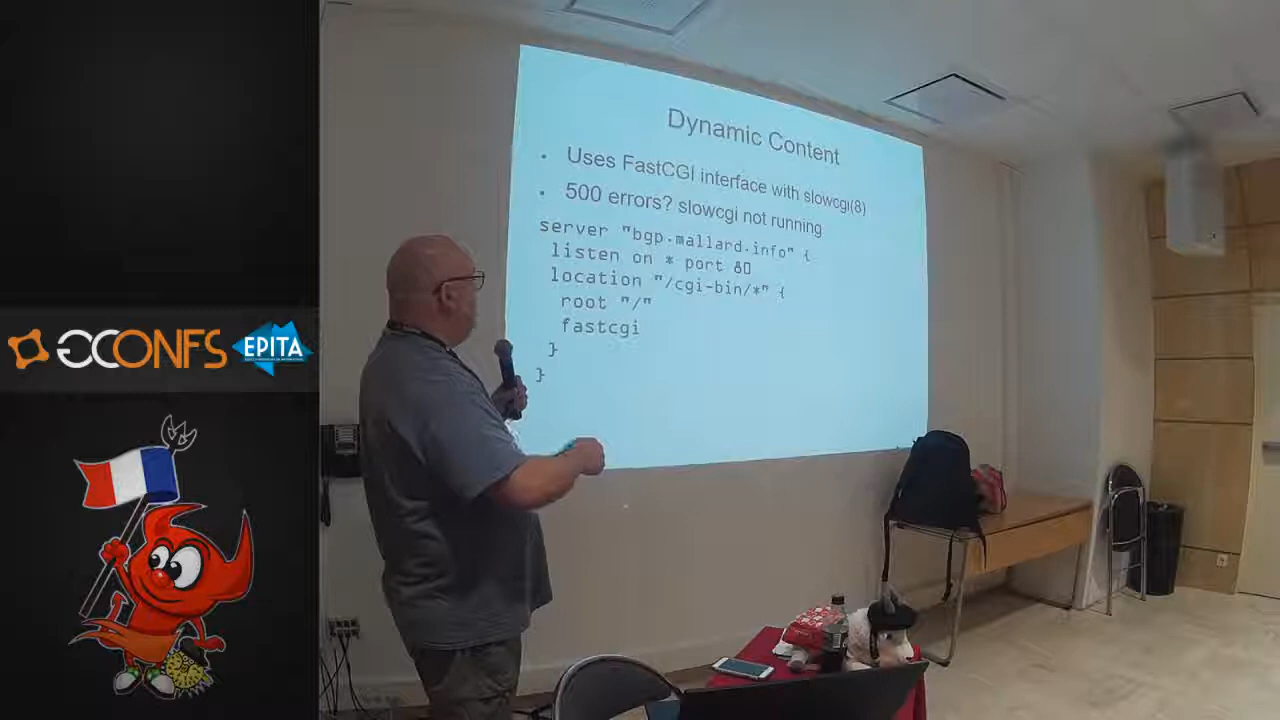 Dynamic Content
• Uses FastCGI interface with slowcgi(8)
• 500 errors? slowcgi not running
server "bgp.mallard.info" {
listen on * port 80
location "/cgi-bin/*" {
root "/"
fastcgi
}
}
GCONFS
EPITA